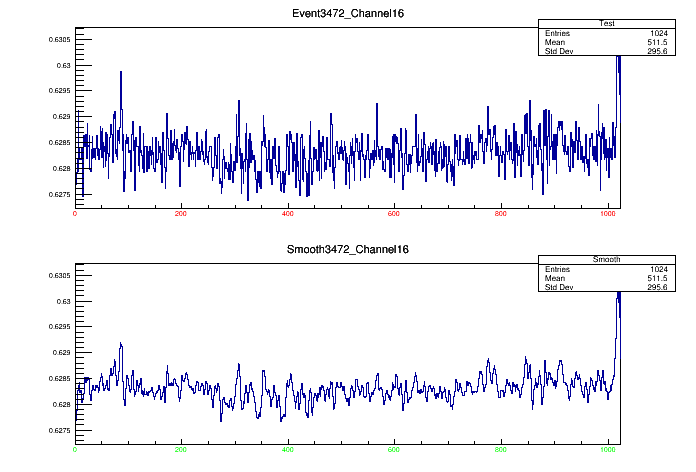 Event3472_Channel16
Test
Entries 1024
Mean 511.5
Std Dev 295.6
0.6305
0.63
0.6295
0.629
0.6285
0.628
0.6275
0 200 400 600 800 1000
Smooth3472_Channel16
Smooth
Entries 1024
Mean 511.5
Std Dev 295.6
0.6305
0.63
0.6295
0.629
0.6285
0.628
0.6275
0 200 400 600 800 1000